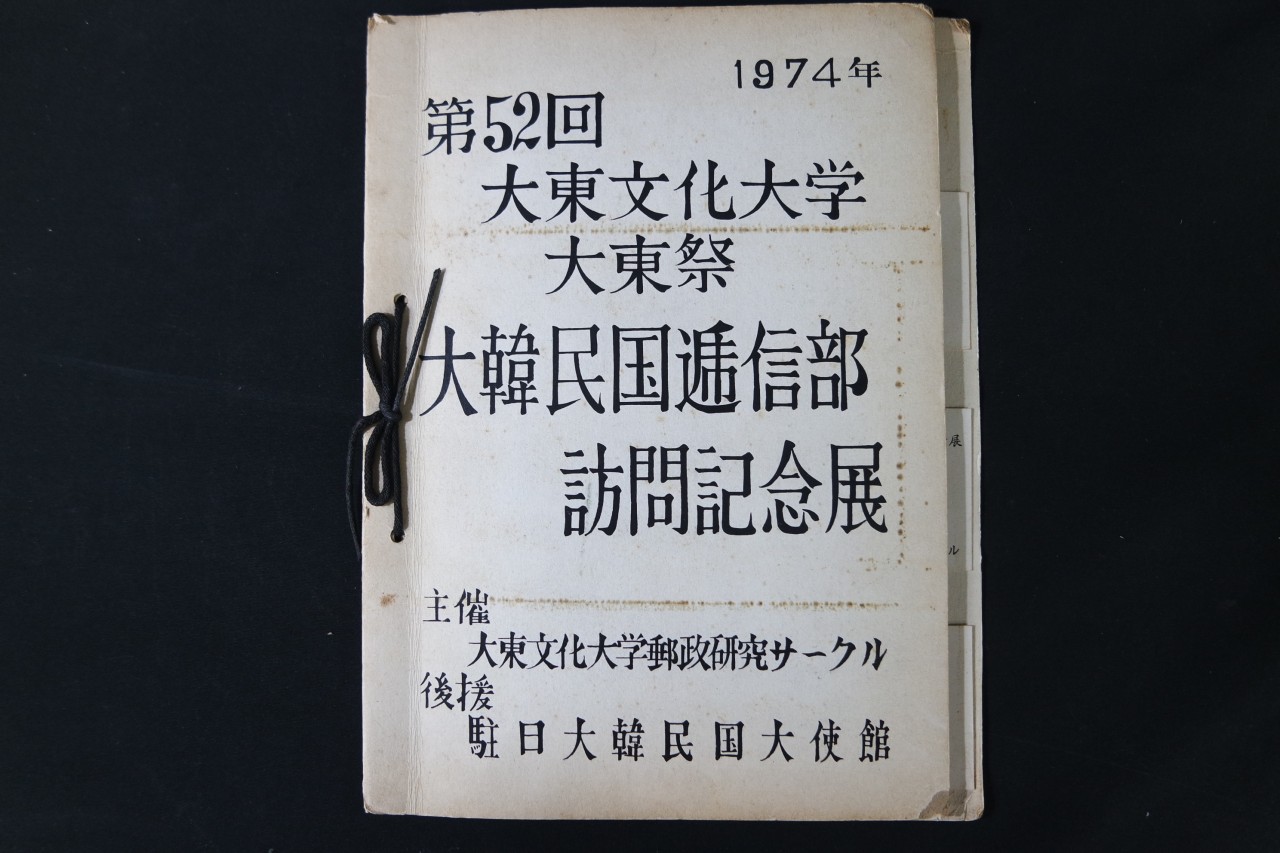 1974年
第52回
大東文化大学
大東祭
大韓民国逓信部
訪問記念展
主催
大東文化大学郵政研究サークル
後援
駐日大韓民国大使館
展
ル